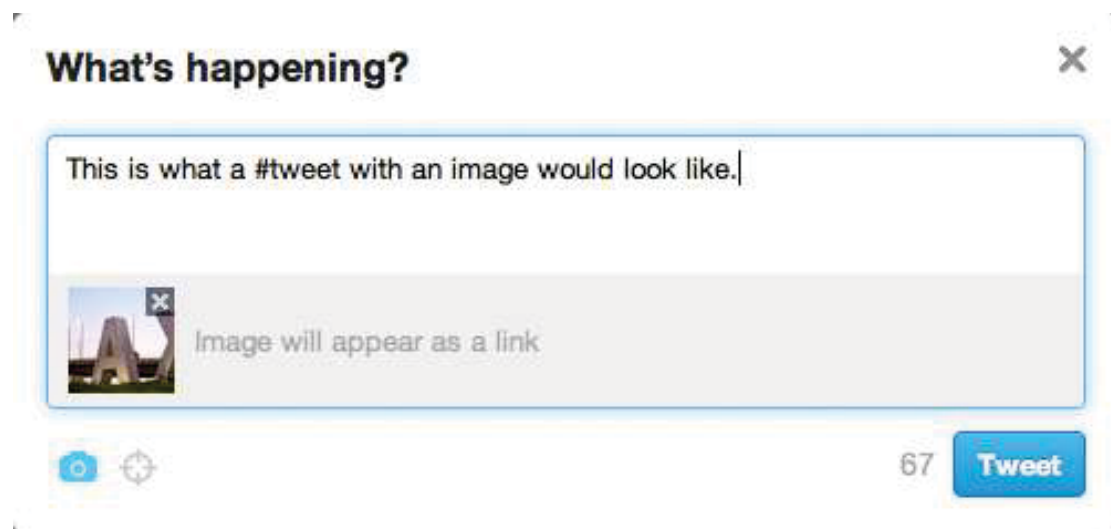 What's happening?
This is what a #tweet with an image would look like.
Image will appear as a link
67 Tweet